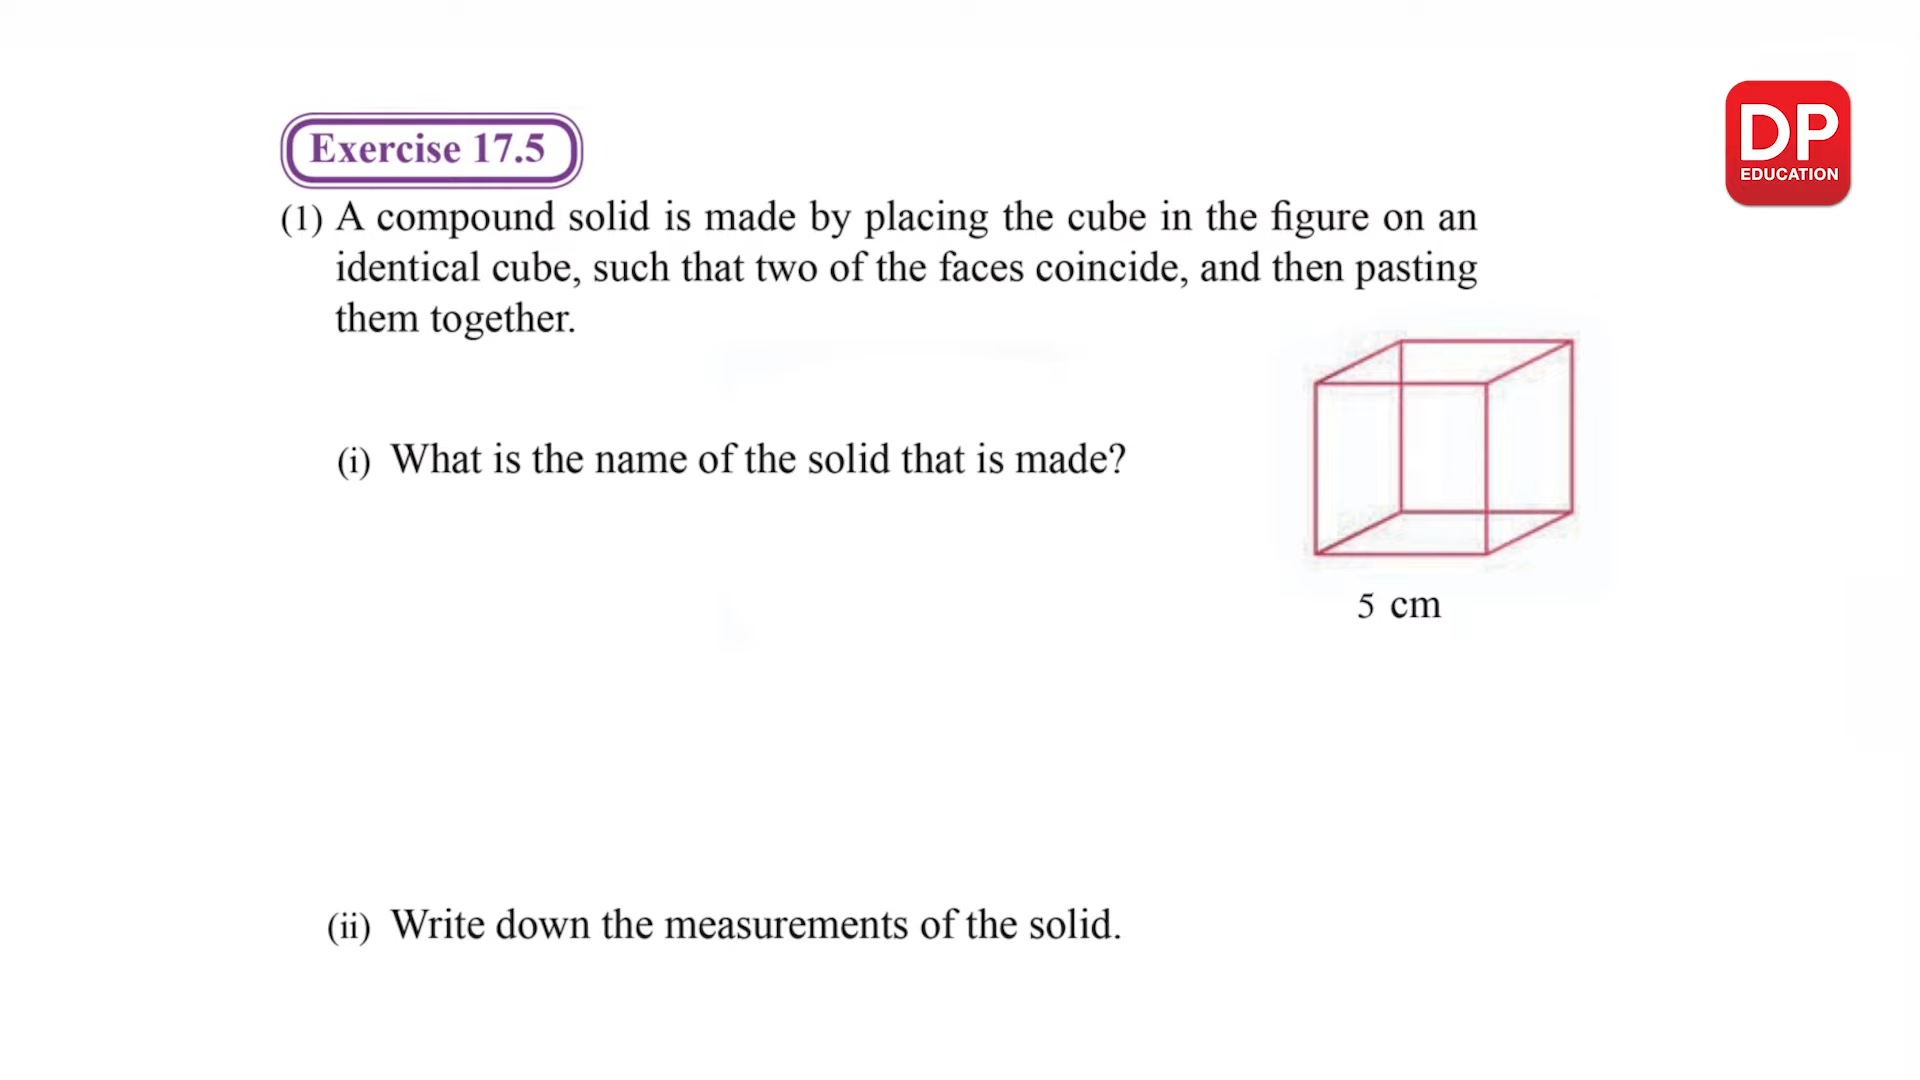 DP
EDUCATION
Exercise 17.5
(1) A compound solid is made by placing the cube in the figure on an
identical cube, such that two of the faces coincide, and then pasting
them together.
(i) What is the name of the solid that is made?
5 cm
(ii) Write down the measurements of the solid.